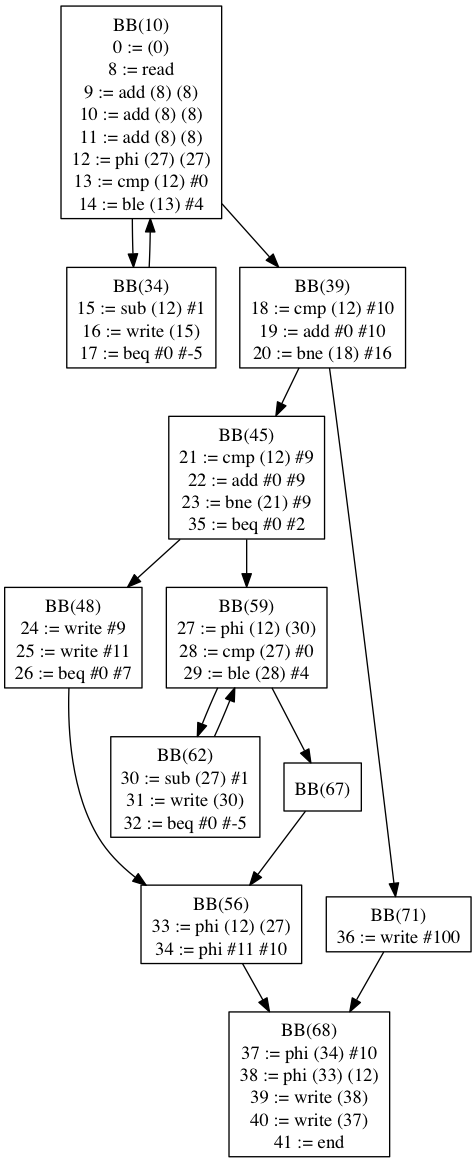 BB(10)
0 := (0)
8 := read
9 := add (8) (8)
10 := add (8) (8)
11 := add (8) (8)
12 := phi (27) (27)
13 := cmp (12) #0
14 := ble (13) #4
BB(34)
15 := sub (12) #1
16 := write (15)
17 := beq #0 #-5
BB(39)
18 := cmp (12) #10
19 := add #0 #10
20 := bne (18) #16
BB(45)
21 := cmp (12) #9
22 := add #0 #9
23 := bne (21) #9
35 := beq #0 #2
BB(48)
24 := write #9
25 := write #11
26 := beq #0 #7
BB(59)
27 := phi (12) (30)
28 := cmp (27) #0
29 := ble (28) #4
BB(62)
30 := sub (27) #1
31 := write (30)
32 := beq #0 #-5
BB(67)
BB(56)
33 := phi (12) (27)
34 := phi #11 #10
BB(71)
36 := write #100
BB(68)
37 := phi (34) #10
38 := phi (33) (12)
39 := write (38)
40 := write (37)
41 := end